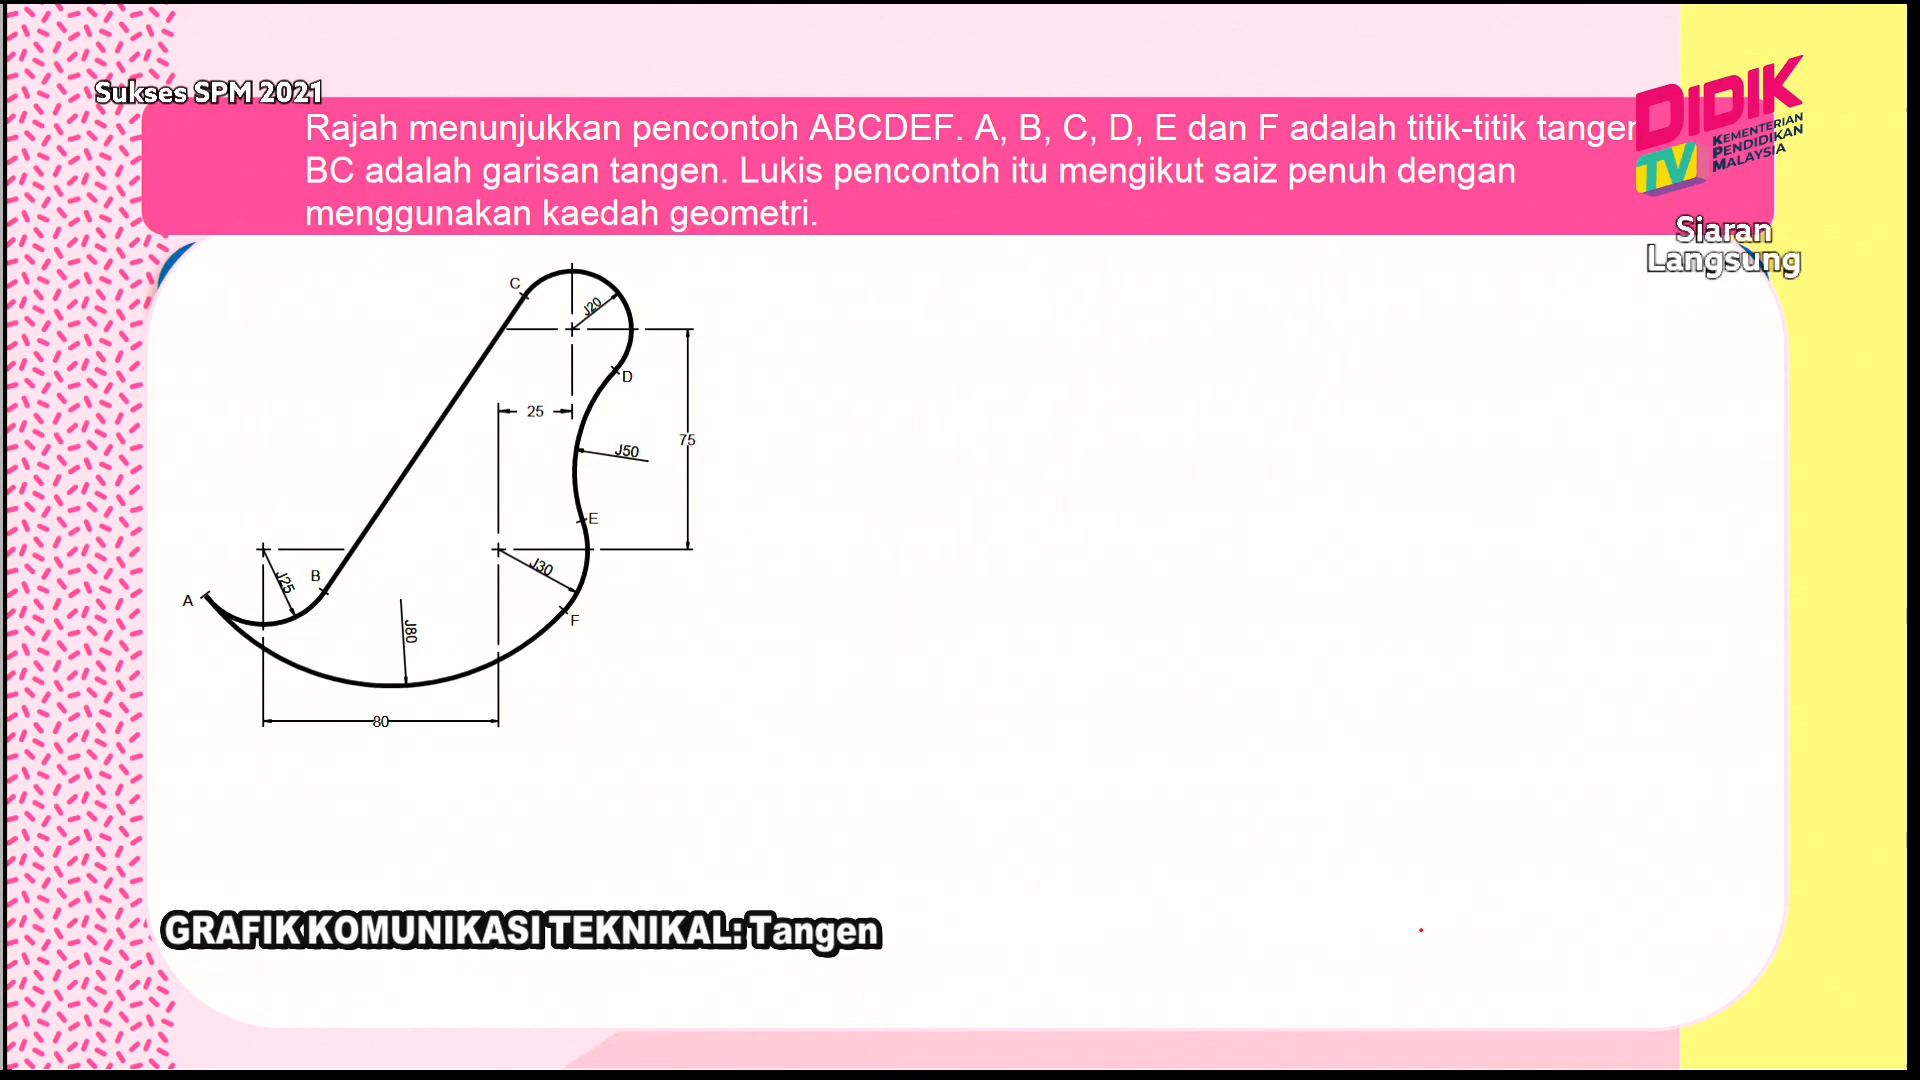 Sukses SPM 2021
Rajah menunjukkan pencontoh ABCDEF. A, B, C, D, E dan F adalah titik-titik tangen
BC adalah garisan tangen. Lukis pencontoh itu mengikut saiz penuh dengan
menggunakan kaedah geometri.
DIDIK
TV
KEMENTERIAN
PENDIDIKAN
MALAYSIA
Siaran
Langsung
C
J20
D
25
75
J50
E
B
J25
J30
A
F
J80
80
GRAFIK KOMUNIKASI TEKNIKAL: Tangen